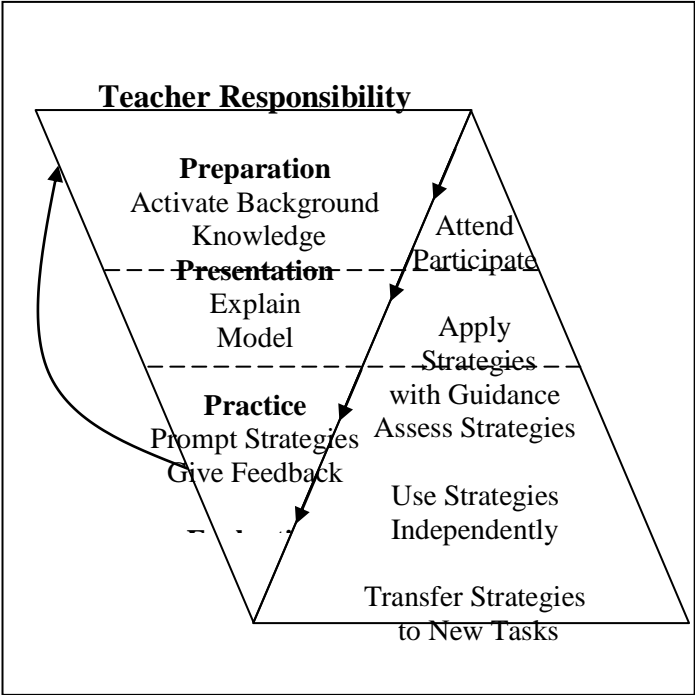 Teacher Responsibility
Preparation
Activate Background
Knowledge
Presentation
Explain
Model
Practice
Prompt Strategies
Give Feedback
Attend
Participate
Apply
Strategies
with Guidance
Assess Strategies
Use Strategies
Independently
Transfer Strategies
to New Tasks